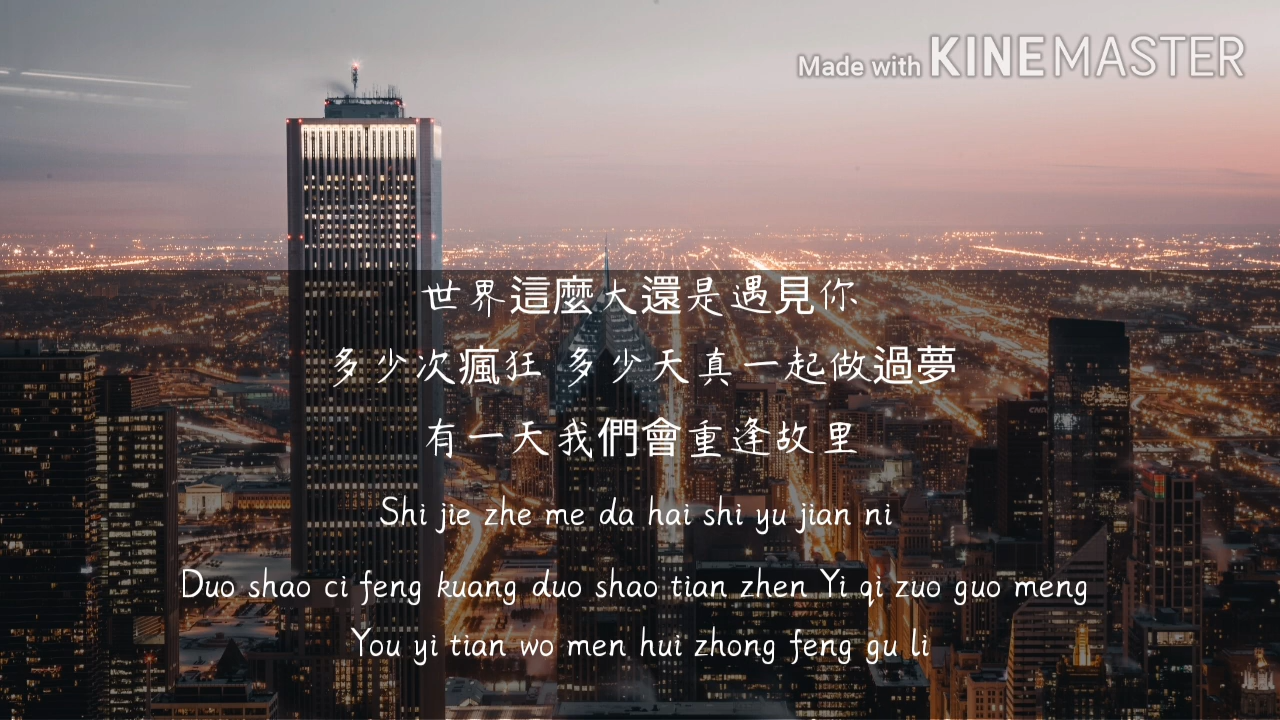 Made with KINEMASTER
世界這麼大還是遇見你
多少次瘋狂 多少天真一起做過夢
有一天我們會重逢故里
Shi jie zhe me da hai shi yu jian ni
Duo shao ci feng kuang duo shao tian zhen Yi qi zuo guo meng
You yi tian wo men hui zhong feng gu li